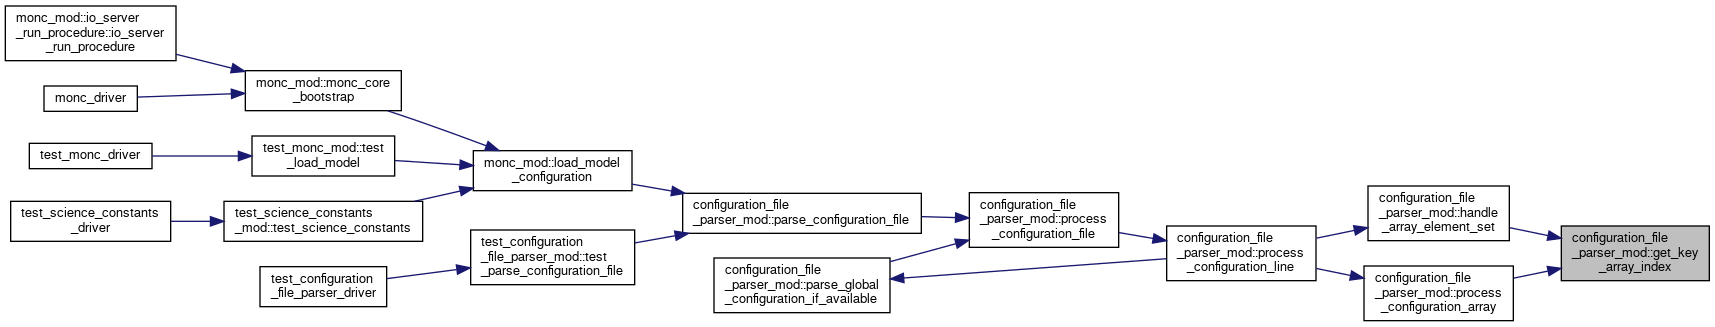 monc_mod::io_server
_run_procedure::io_server
_run_procedure
monc_driver
monc_mod::monc_core
_bootstrap
test_monc_driver
test_monc_mod::test
_load_model
monc_mod::load_model
_configuration
test_science_constants
_driver
test_science_constants
_mod::test_science_constants
configuration_file
_parser_mod::parse_configuration_file
test_configuration
_file_parser_mod::test
_parse_configuration_file
test_configuration
_file_parser_driver
configuration_file
_parser_mod::process
_configuration_file
configuration_file
_parser_mod::parse_global
_configuration_if_available
configuration_file
_parser_mod::process
_configuration_line
configuration_file
_parser_mod::handle
_array_element_set
configuration_file
_parser_mod::process
_configuration_array
configuration_file
_parser_mod::get_key
_array_index